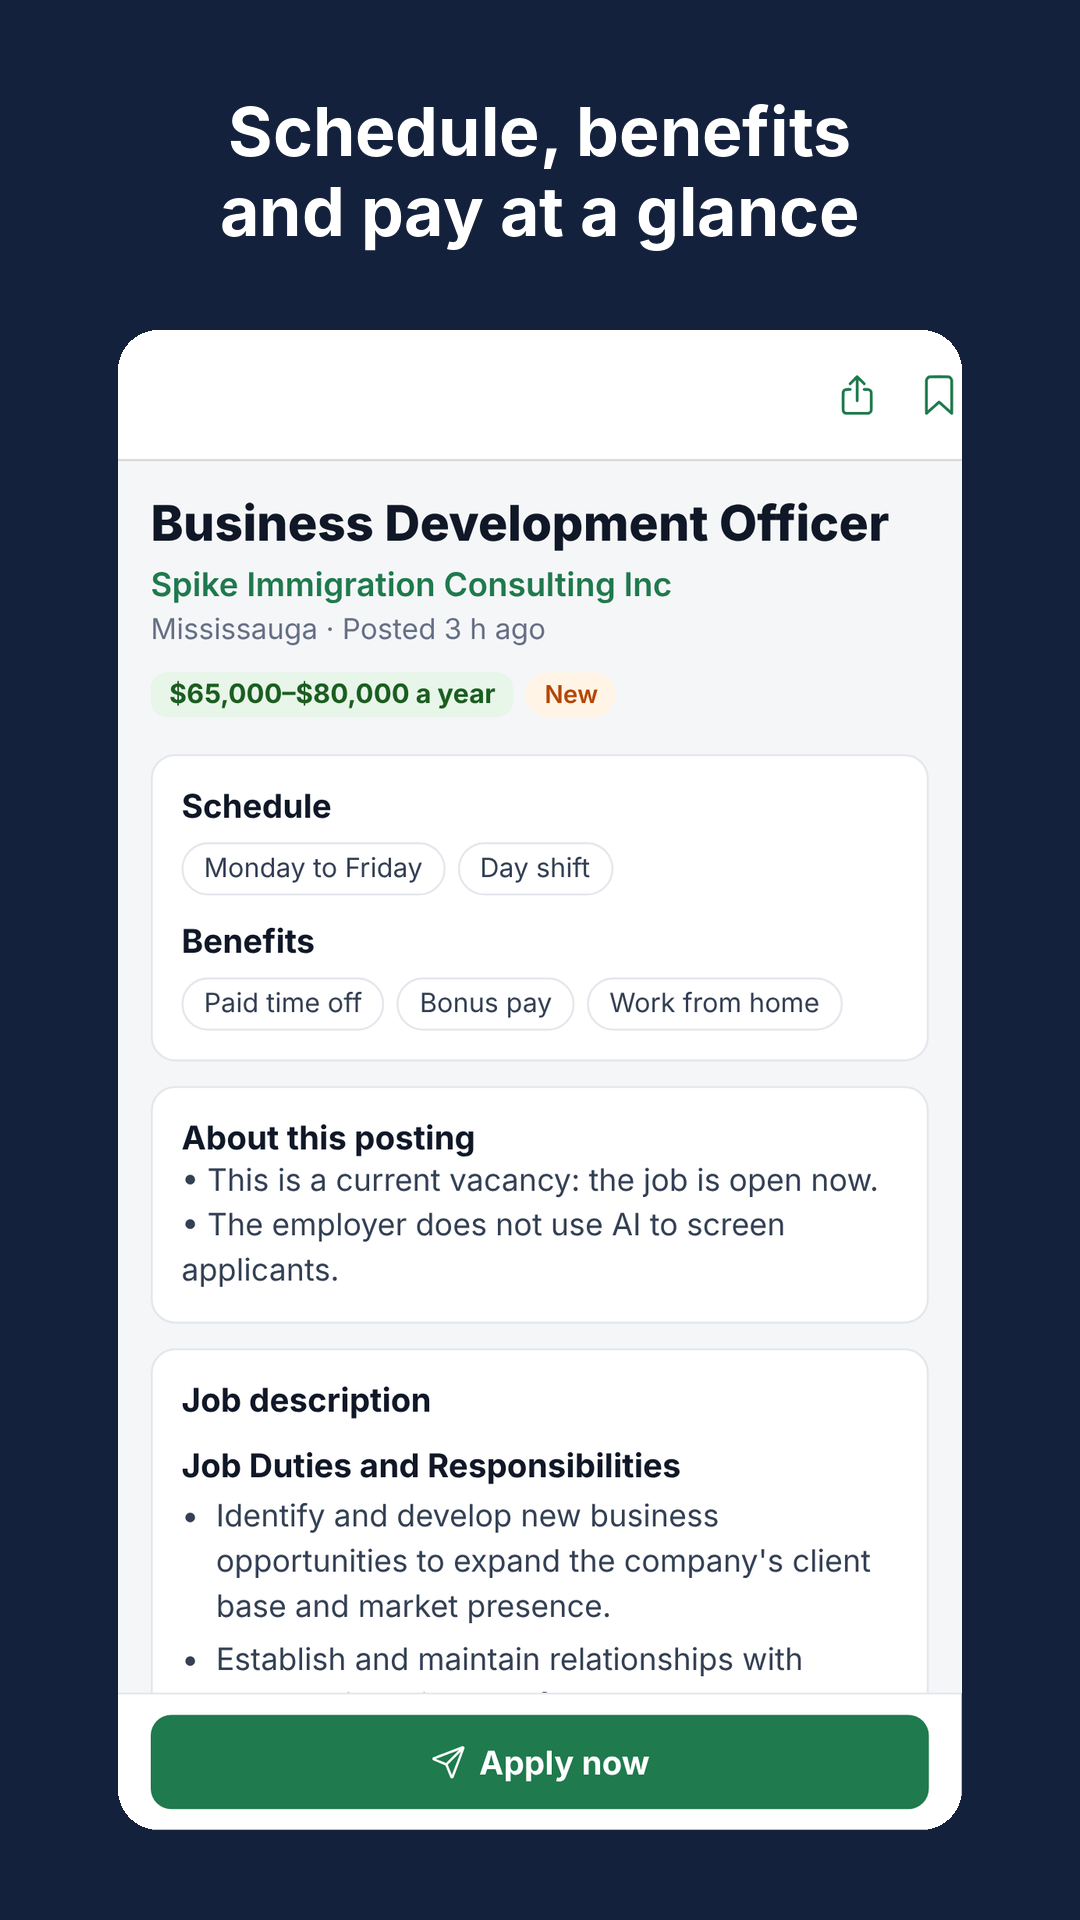 Schedule, benefits
and pay at a glance
Business Development Officer
Spike Immigration Consulting Inc
Mississauga · Posted 3 h ago
$65,000–$80,000 a year New
Schedule
Monday to Friday Day shift
Benefits
Paid time off Bonus pay Work from home
About this posting
• This is a current vacancy: the job is open now.
• The employer does not use AI to screen
applicants.
Job description
Job Duties and Responsibilities
• Identify and develop new business
opportunities to expand the company's client
base and market presence.
• Establish and maintain relationships with
Apply now